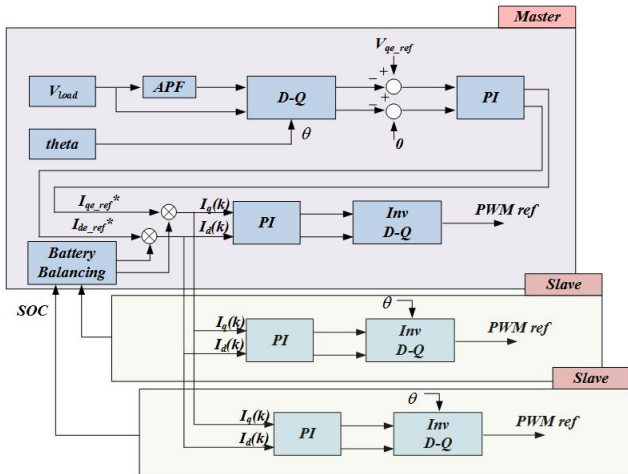 Master
V_qe_ref
V_load
APF
D-Q
PI
+
−
+
−
theta
θ
0
I_qe_ref*
I_de_ref*
I_q(k)
I_d(k)
PI
Inv
D-Q
PWM ref
Battery
Balancing
SOC
Slave
θ
I_q(k)
I_d(k)
PI
Inv
D-Q
PWM ref
Slave
θ
I_q(k)
I_d(k)
PI
Inv
D-Q
PWM ref